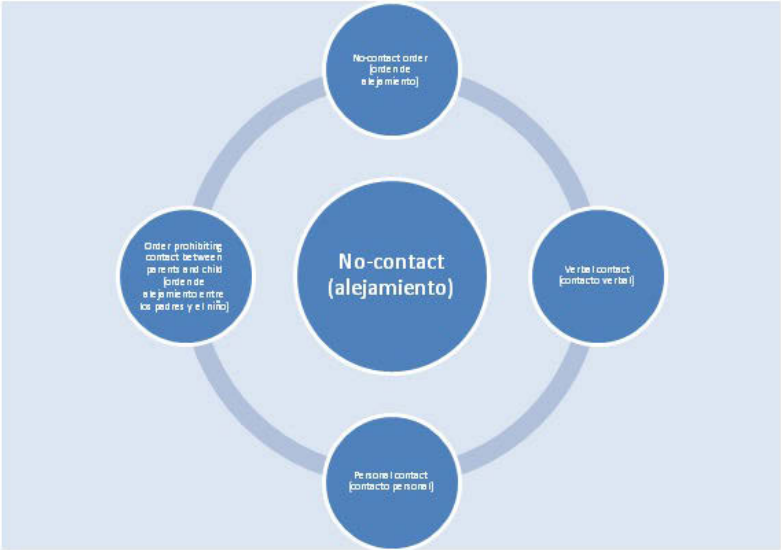 No-contact order
[orden de
alejamiento]
Order prohibiting
contact between
parents and child
[orden de
alejamiento entre
los padres y el niño]
No-contact
(alejamiento)
Verbal contact
[contacto verbal]
Personal contact
[contacto personal]